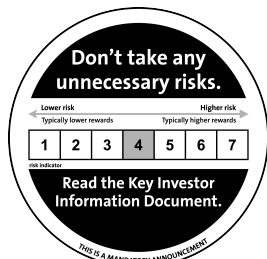 Don't take any
unnecessary risks.
Lower risk Higher risk
Typically lower rewards Typically higher rewards
1 2 3 4 5 6 7
risk indicator
Read the Key Investor
Information Document.
THIS IS A MANDATORY ANNOUNCEMENT